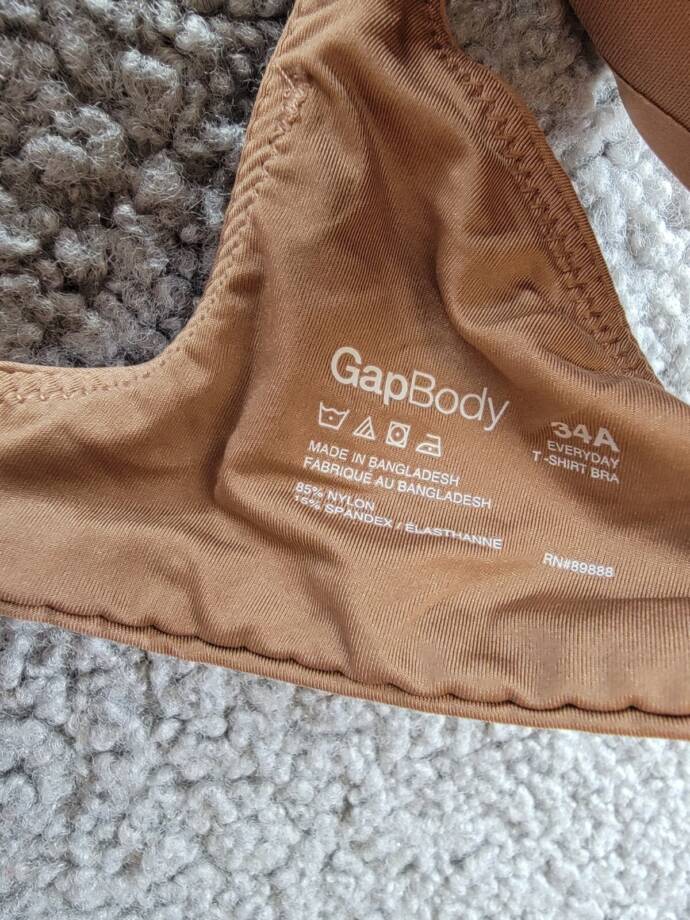 GapBody
MADE IN BANGLADESH
FABRIQUÉ AU BANGLADESH
85% NYLON
15% SPANDEX / ELASTHANNE
34A
EVERYDAY
T-SHIRT BRA
RN#89888